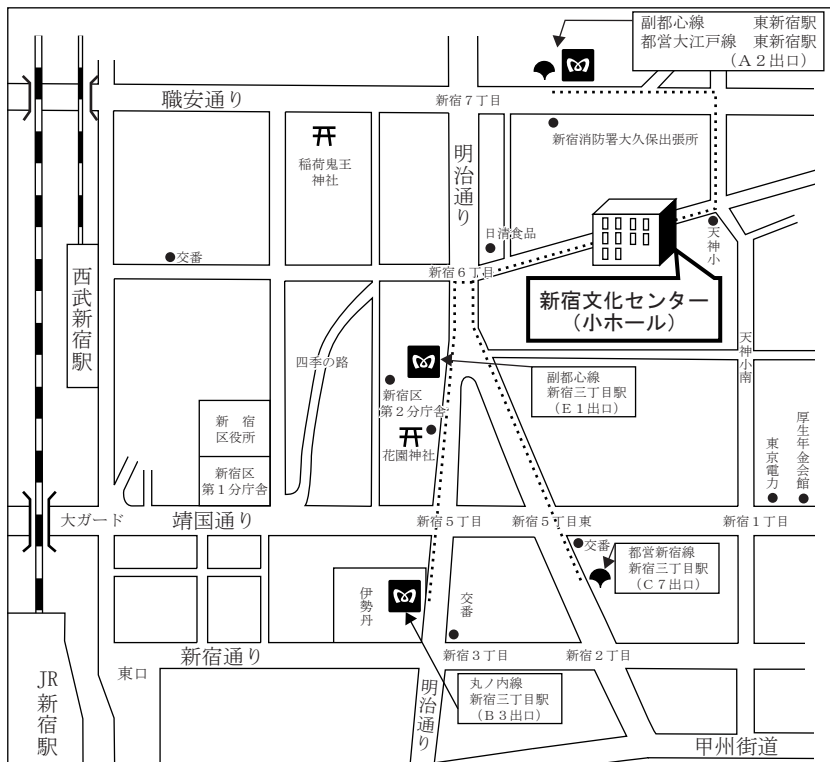 副都心線　　　東新宿駅
都営大江戸線　東新宿駅
（A２出口）
職安通り
新宿７丁目
新宿消防署大久保出張所
稲荷鬼王
神社
明治通り
日清食品
天神小
交番
新宿６丁目
新宿文化センター
（小ホール）
西武新宿駅
四季の路
天神小南
副都心線
新宿三丁目駅
（E１出口）
新宿区
第２分庁舎
新　宿
区役所
花園神社
厚生年金会館
東京電力
新宿区
第１分庁舎
大ガード
靖国通り
新宿５丁目
新宿５丁目東
新宿１丁目
交番
都営新宿線
新宿三丁目駅
（C７出口）
伊勢丹
交番
新宿通り
新宿３丁目
新宿２丁目
東口
JR新宿駅
明治通り
丸ノ内線
新宿三丁目駅
（B３出口）
甲州街道